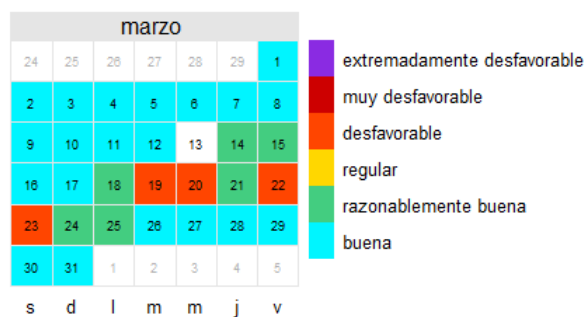 marzo
24 25 26 27 28 29 1
2 3 4 5 6 7 8
9 10 11 12 13 14 15
16 17 18 19 20 21 22
23 24 25 26 27 28 29
30 31 1 2 3 4 5
s d l m m j v
extremadamente desfavorable
muy desfavorable
desfavorable
regular
razonablemente buena
buena